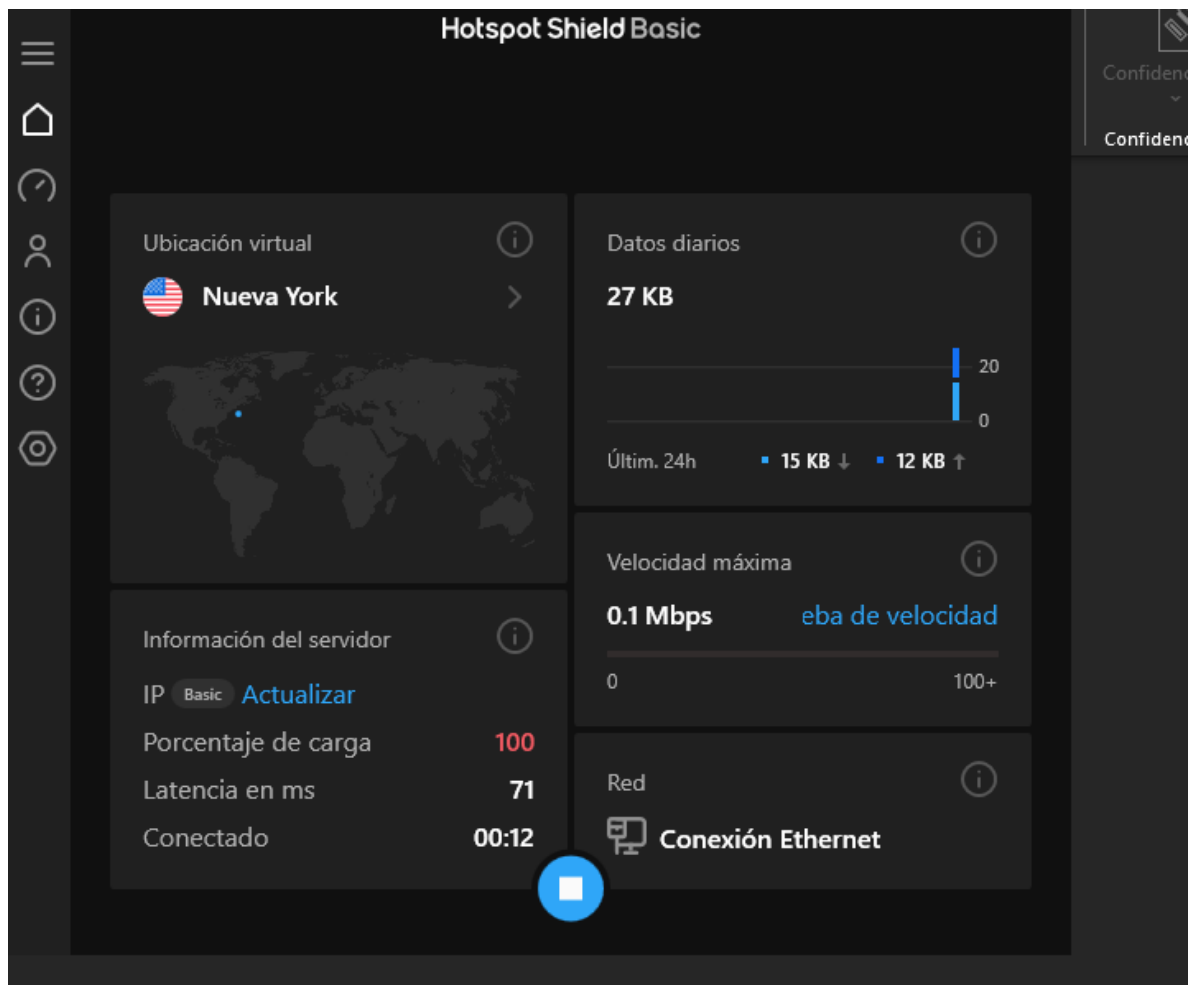 Hotspot Shield Basic
Ubicación virtual
Nueva York
Información del servidor
IP Basic Actualizar
Porcentaje de carga 100
Latencia en ms 71
Conectado 00:12
Datos diarios
27 KB
20
0
Últim. 24h 15 KB ↓ 12 KB ↑
Velocidad máxima
0.1 Mbps eba de velocidad
0 100+
Red
Conexión Ethernet
Confidenc
Confidenc